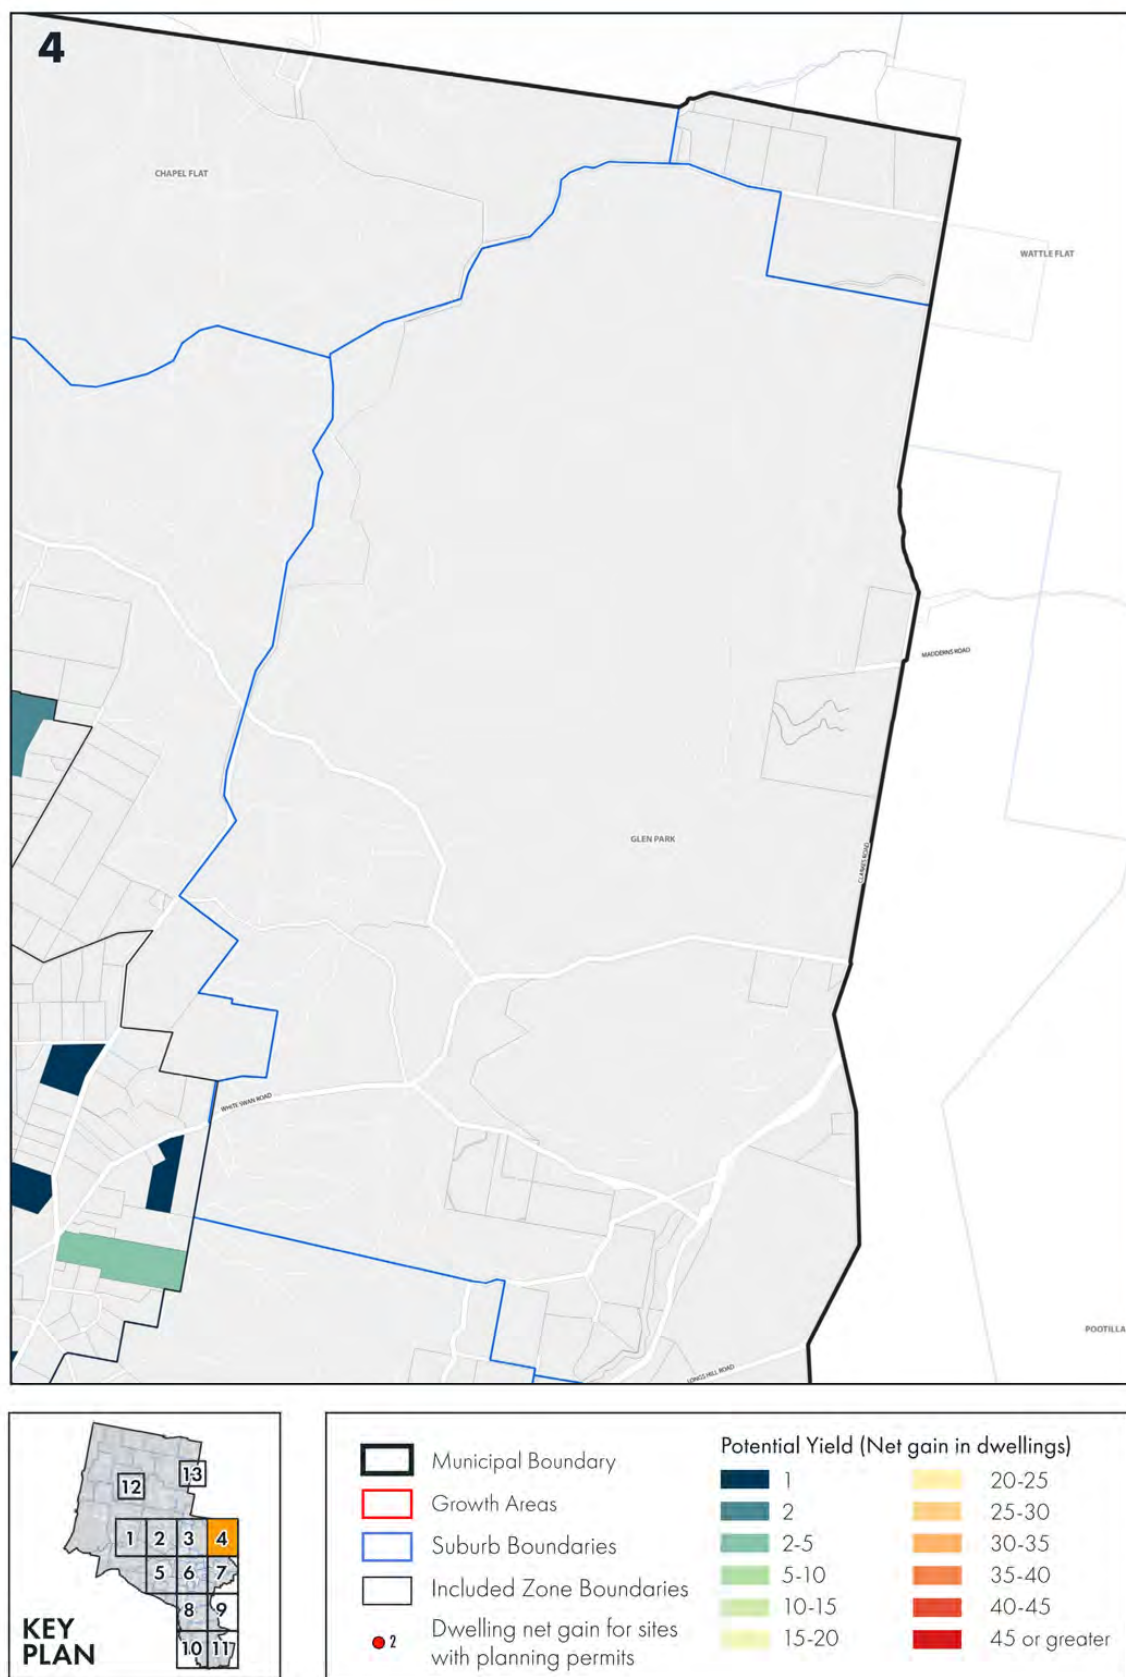 4
CHAPEL FLAT
WATTLE FLAT
MADDERNS ROAD
GLEN PARK
CLARKES ROAD
WHITE SWAN ROAD
POOTILLA
LONGS HILL ROAD
12
13
1 2 3 4
5 6 7
8 9
10 11
KEY
PLAN
Municipal Boundary
Growth Areas
Suburb Boundaries
Included Zone Boundaries
2 Dwelling net gain for sites
with planning permits
Potential Yield (Net gain in dwellings)
1
2
2-5
5-10
10-15
15-20
20-25
25-30
30-35
35-40
40-45
45 or greater